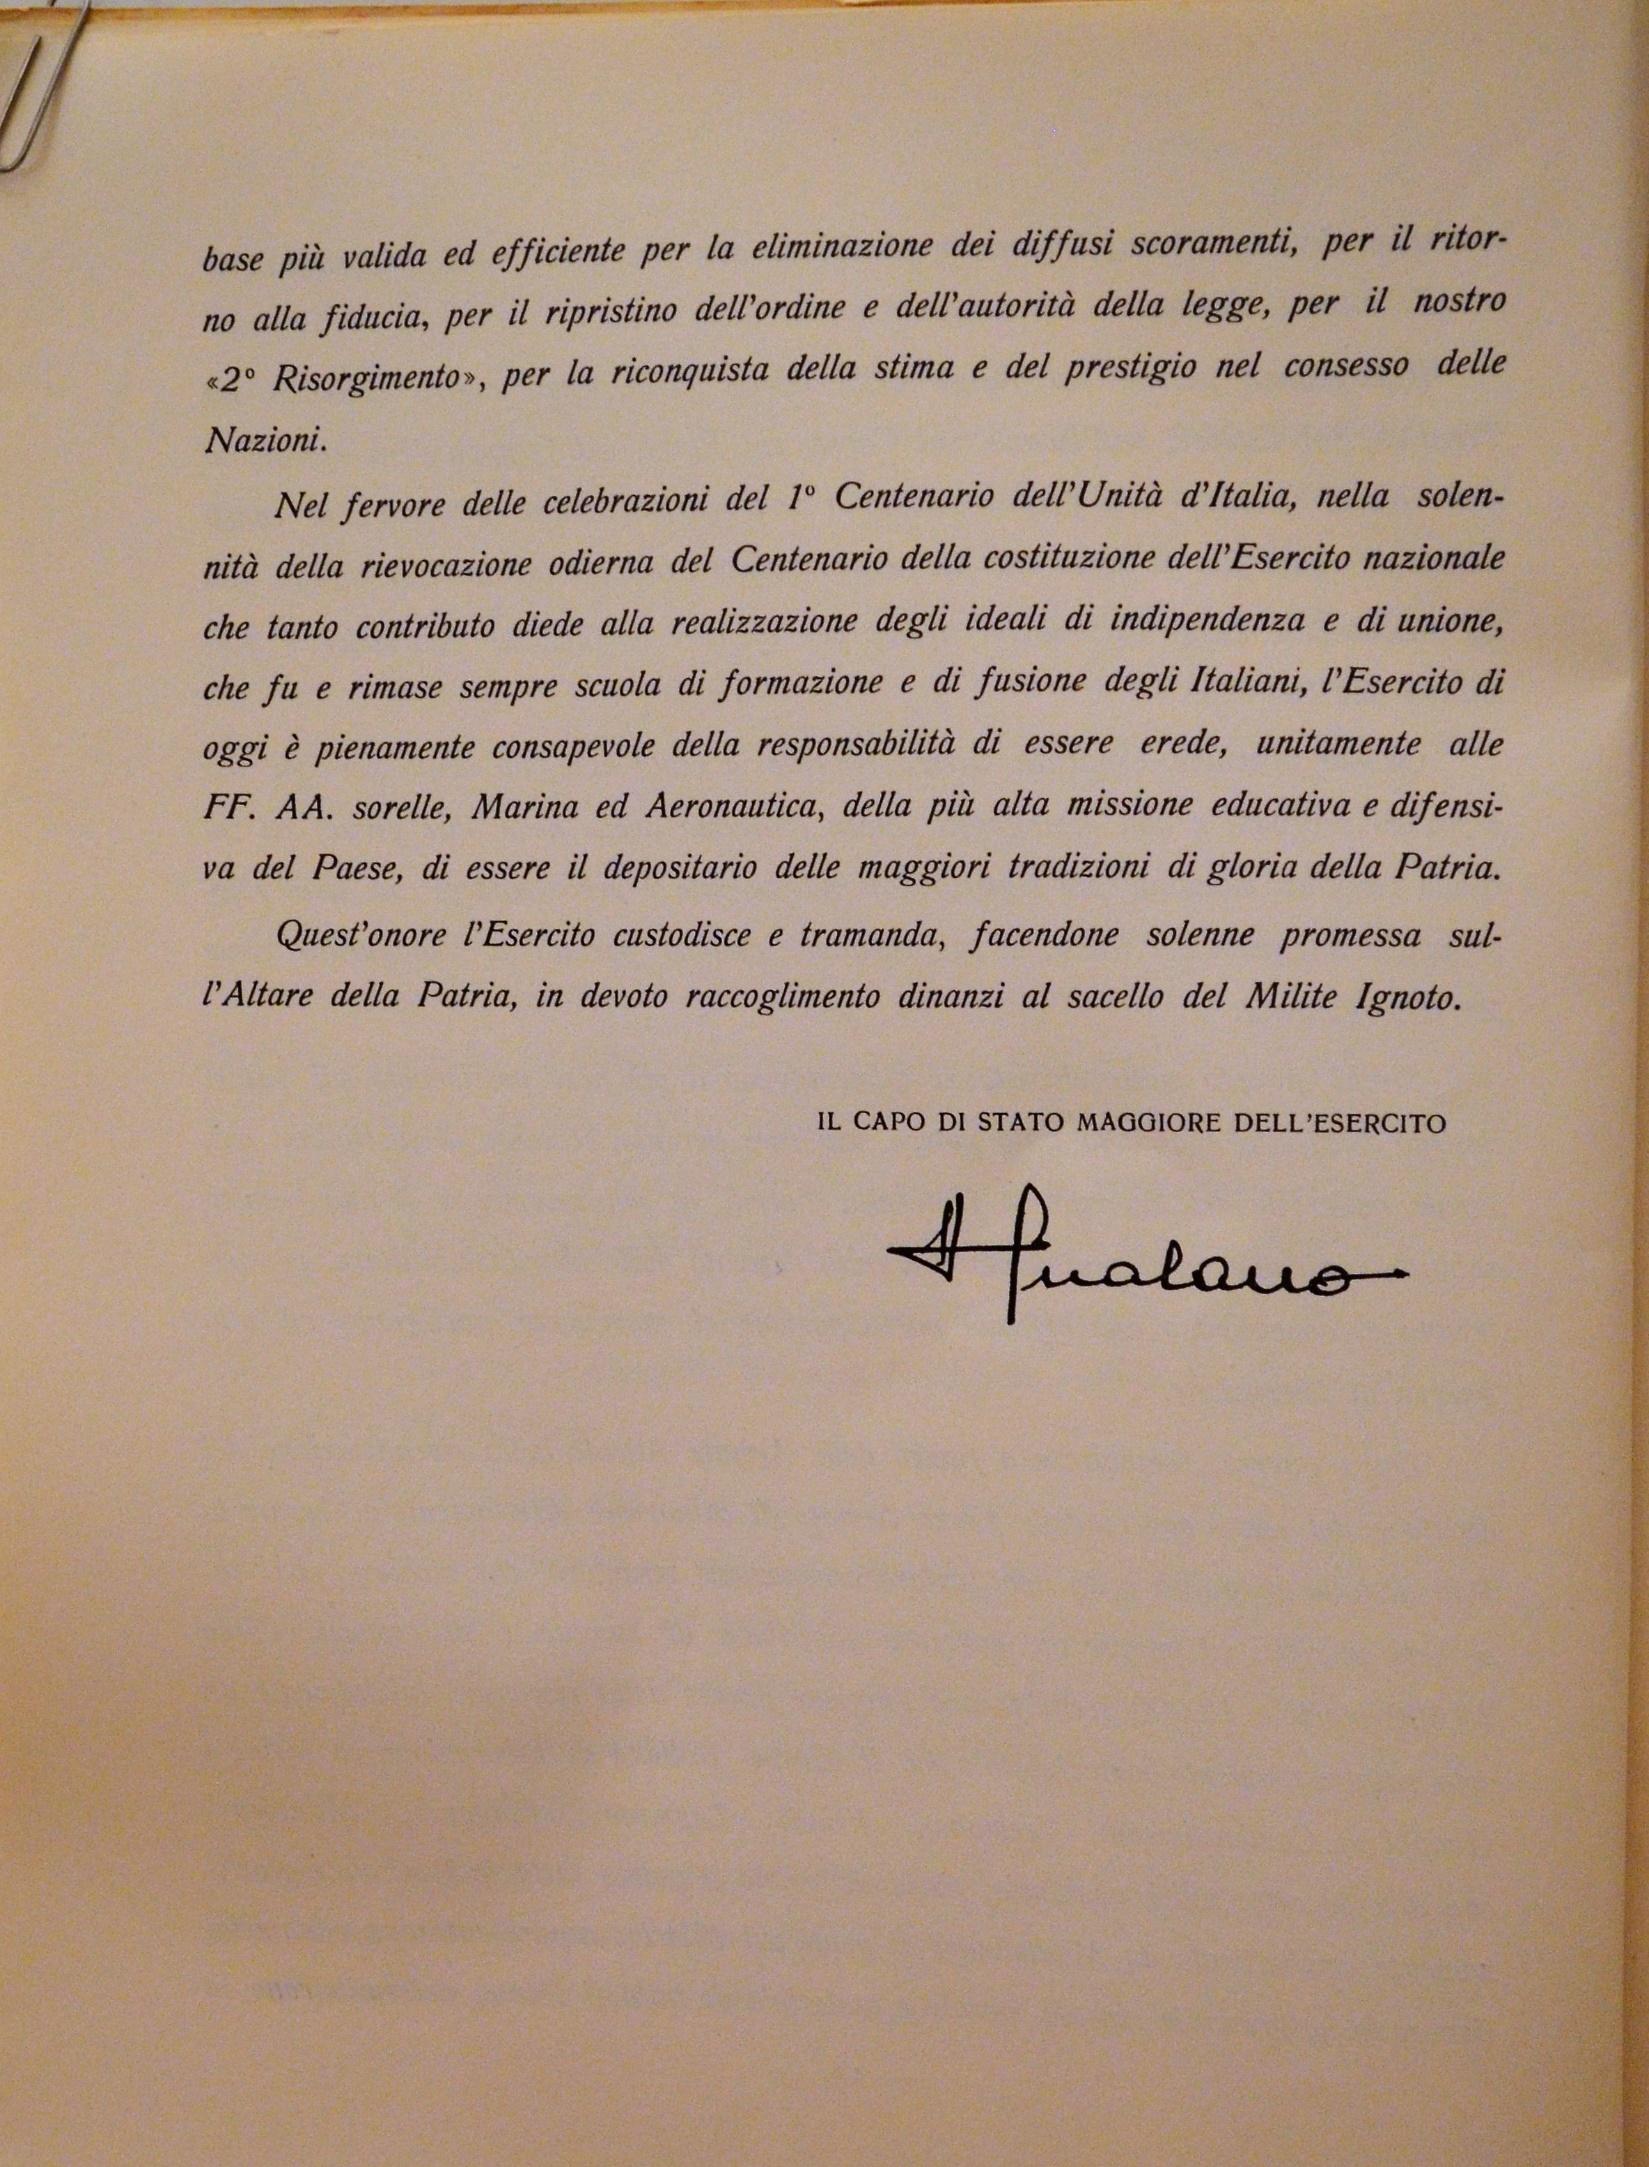 base più valida ed efficiente per la eliminazione dei diffusi scoramenti, per il ritor-
no alla fiducia, per il ripristino dell'ordine e dell'autorità della legge, per il nostro
«2° Risorgimento», per la riconquista della stima e del prestigio nel consesso delle
Nazioni.
Nel fervore delle celebrazioni del 1° Centenario dell'Unità d'Italia, nella solen-
nità della rievocazione odierna del Centenario della costituzione dell'Esercito nazionale
che tanto contributo diede alla realizzazione degli ideali di indipendenza e di unione,
che fu e rimase sempre scuola di formazione e di fusione degli Italiani, l'Esercito di
oggi è pienamente consapevole della responsabilità di essere erede, unitamente alle
FF. AA. sorelle, Marina ed Aeronautica, della più alta missione educativa e difensi-
va del Paese, di essere il depositario delle maggiori tradizioni di gloria della Patria.
Quest'onore l'Esercito custodisce e tramanda, facendone solenne promessa sul-
l'Altare della Patria, in devoto raccoglimento dinanzi al sacello del Milite Ignoto.
IL CAPO DI STATO MAGGIORE DELL'ESERCITO